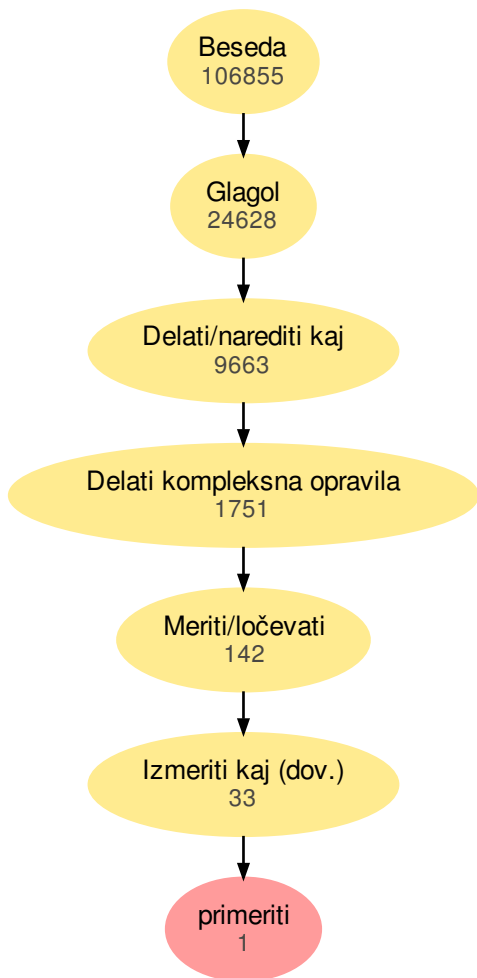 Beseda
106855
Glagol
24628
Delati/narediti kaj
9663
Delati kompleksna opravila
1751
Meriti/ločevati
142
Izmeriti kaj (dov.)
33
primeriti
1